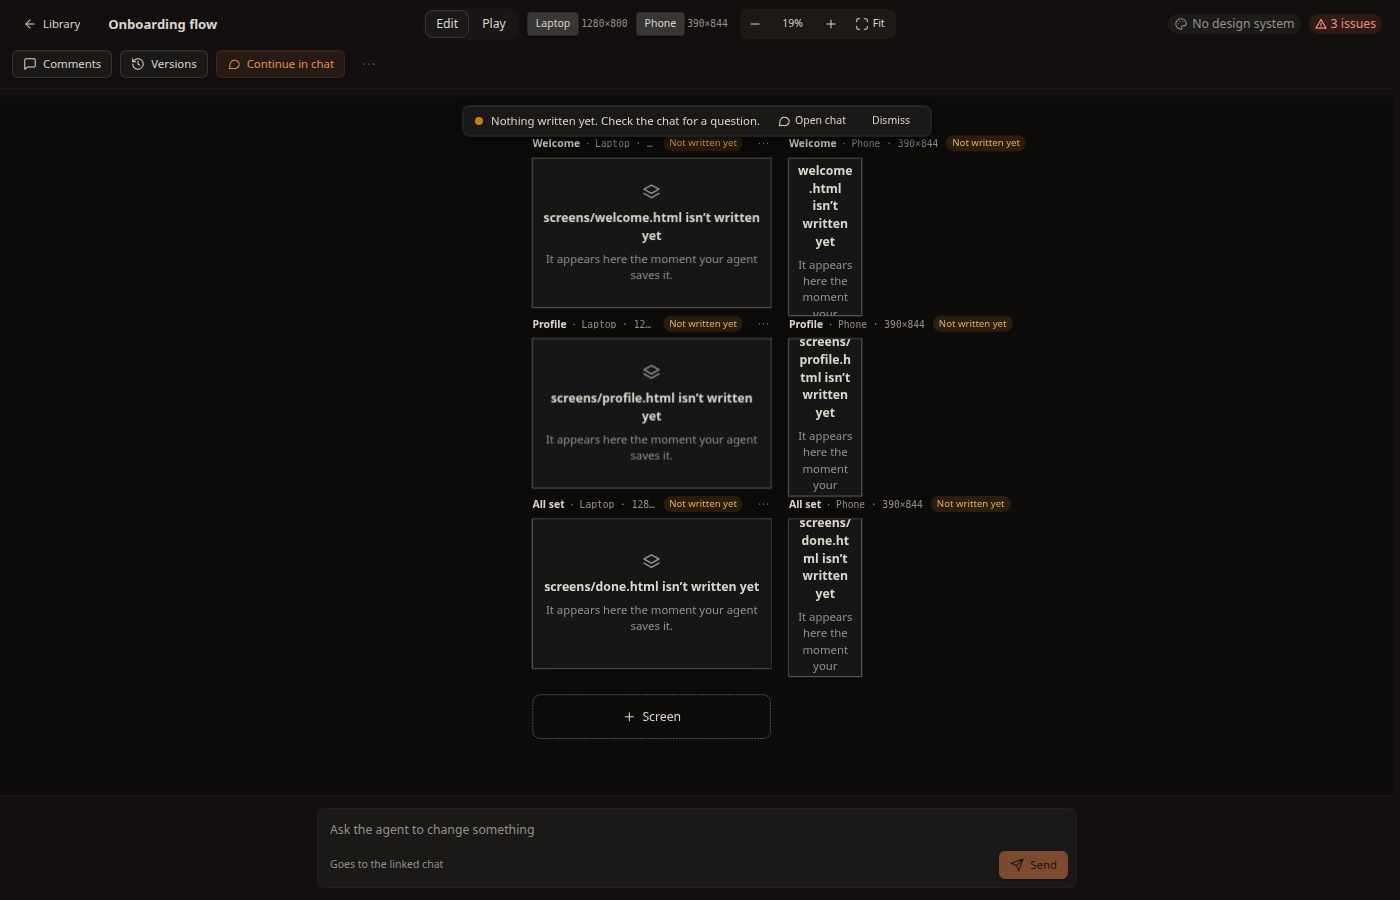 Library
Onboarding flow
Edit
Play
Laptop 1280×800
Phone 390×844
19%
Fit
No design system
3 issues
Comments
Versions
Continue in chat
···
Nothing written yet. Check the chat for a question.
Open chat
Dismiss
Welcome · Laptop · … Not written yet ···
Welcome · Phone · 390×844 Not written yet
screens/welcome.html isn’t written
yet
It appears here the moment your agent
saves it.
welcome
.html
isn’t
written
yet
It appears
here the
moment
your
Profile · Laptop · 12… Not written yet ···
Profile · Phone · 390×844 Not written yet
screens/profile.html isn’t written
yet
It appears here the moment your agent
saves it.
screens/
profile.h
tml isn’t
written
yet
It appears
here the
moment
your
All set · Laptop · 128… Not written yet ···
All set · Phone · 390×844 Not written yet
screens/done.html isn’t written yet
It appears here the moment your agent
saves it.
screens/
done.ht
ml isn’t
written
yet
It appears
here the
moment
your
Screen
Ask the agent to change something
Goes to the linked chat
Send